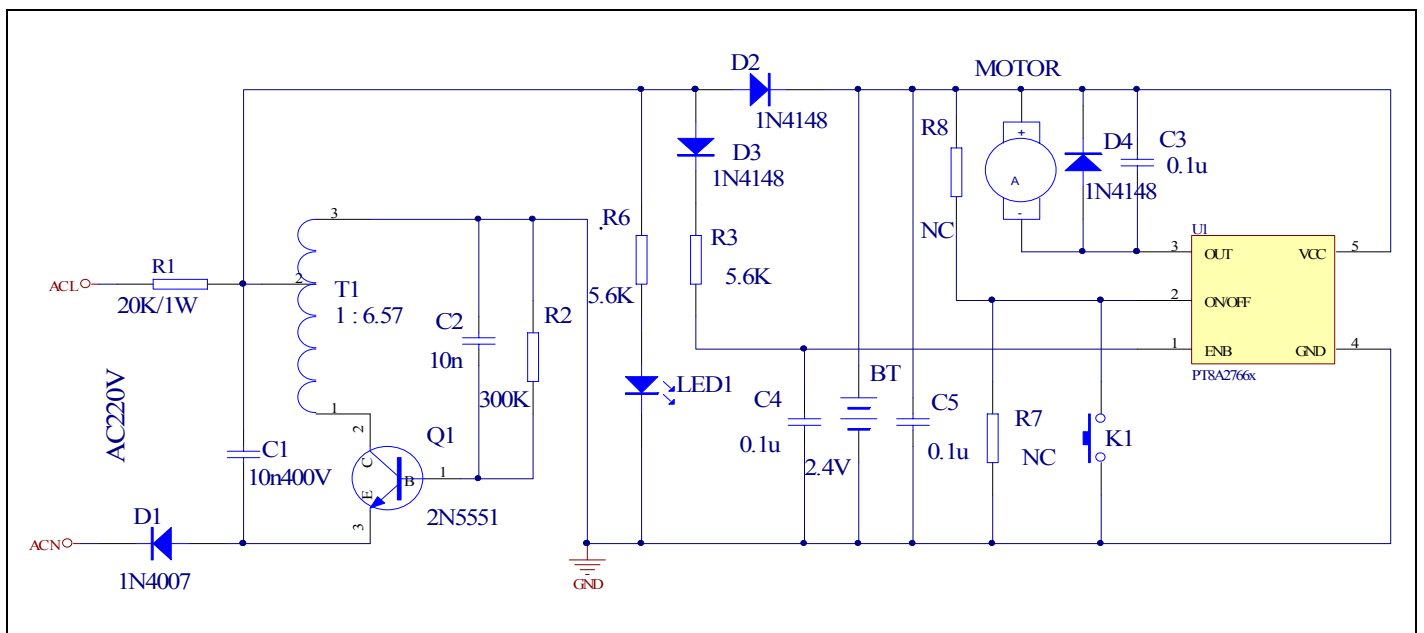 D2
MOTOR
1N4148
R8
D3
1N4148
D4
1N4148
C3
0.1u
+
A
-
NC
3
.R6
5.6K
R3
5.6K
U1
3
OUT
VCC
5
2
ON/OFF
1
ENB
GND
4
PT8A2766x
ACL
R1
20K/1W
2
T1
1 : 6.57
C2
10n
R2
300K
LED1
BT
C4
0.1u
2.4V
C5
0.1u
R7
NC
K1
AC220V
1
2
C1
10n400V
Q1
C
B
E
1
3
2N5551
D1
ACN
1N4007
GND